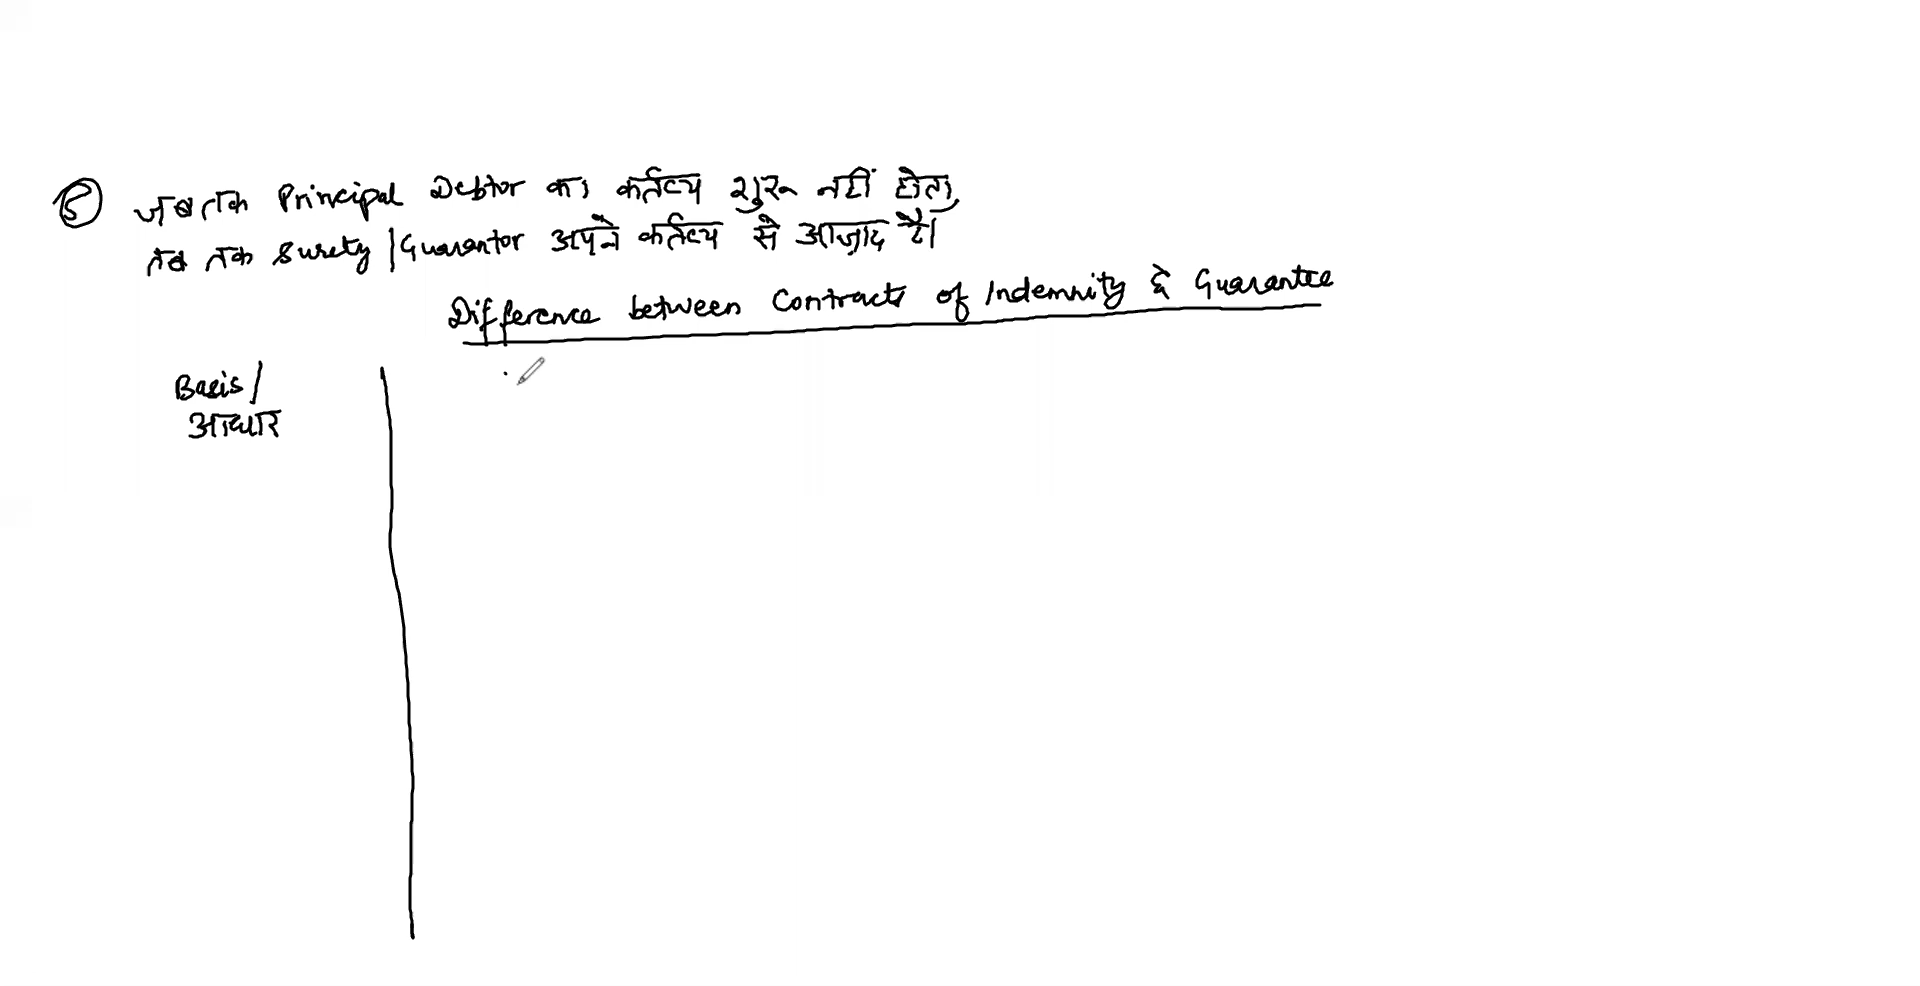 ⑤ जब तक Principal Debtor का कर्तव्य शुरू नहीं होता,
तब तक Surety | Guarantor अपने कर्तव्य से आज़ाद है।
Difference between Contracts of Indemnity & Guarantee
Basis /
आधार